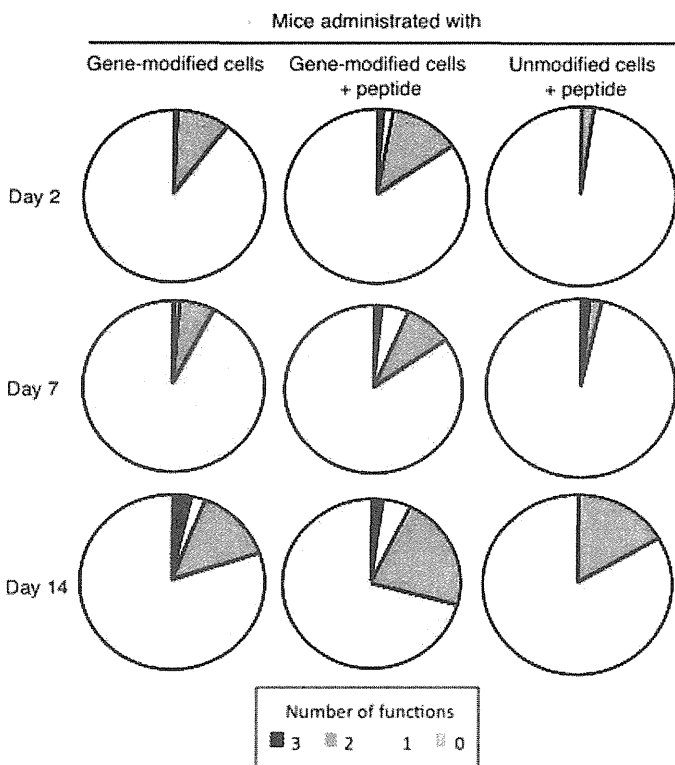 Mice administrated with
Gene-modified cells
Gene-modified cells
+ peptide
Unmodified cells
+ peptide
Day 2
Day 7
Day 14
Number of functions
3 2 1 0